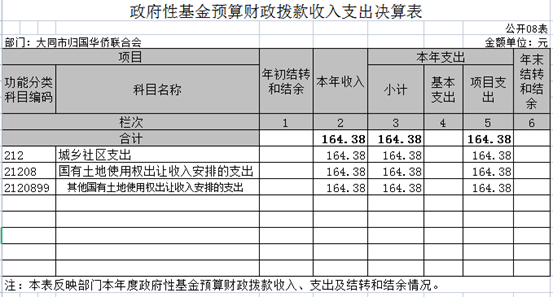 政府性基金预算财政拨款收入支出决算表
公开08表
部门：大同市归国华侨联合会 金额单位：元
项目 年初结转和结余 本年收入 本年支出 年末结转和结余
功能分类科目编码 科目名称 小计 基本支出 项目支出
栏次 1 2 3 4 5 6
合计 164.38 164.38 164.38
212 城乡社区支出 164.38 164.38 164.38
21208 国有土地使用权出让收入安排的支出 164.38 164.38 164.38
2120899 其他国有土地使用权出让收入安排的支出 164.38 164.38 164.38
注：本表反映部门本年度政府性基金预算财政拨款收入、支出及结转和结余情况。